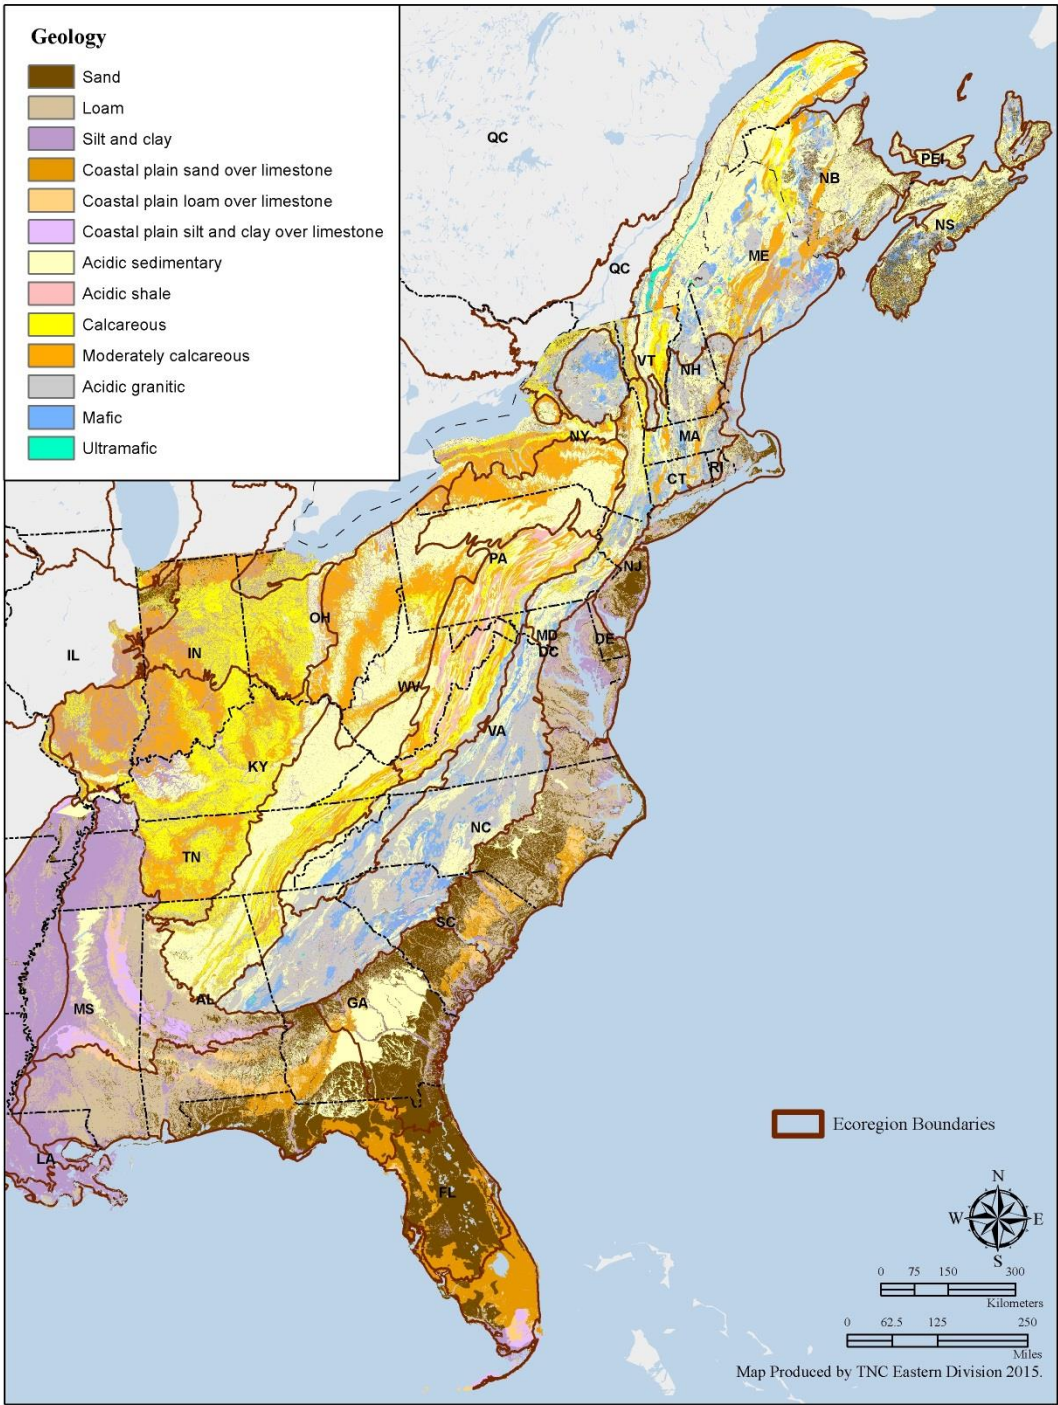 Geology
Sand
Loam
Silt and clay
Coastal plain sand over limestone
Coastal plain loam over limestone
Coastal plain silt and clay over limestone
Acidic sedimentary
Acidic shale
Calcareous
Moderately calcareous
Acidic granitic
Mafic
Ultramafic
QC
PEI
NB
NS
QC
ME
VT
NH
NY
MA
CT
RI
PA
NJ
OH
MD
DE
DC
IL
IN
WV
VA
KY
NC
TN
SC
AL
GA
MS
LA
FL
Ecoregion Boundaries
N
W
E
S
0 75 150 300
Kilometers
0 62.5 125 250
Miles
Map Produced by TNC Eastern Division 2015.